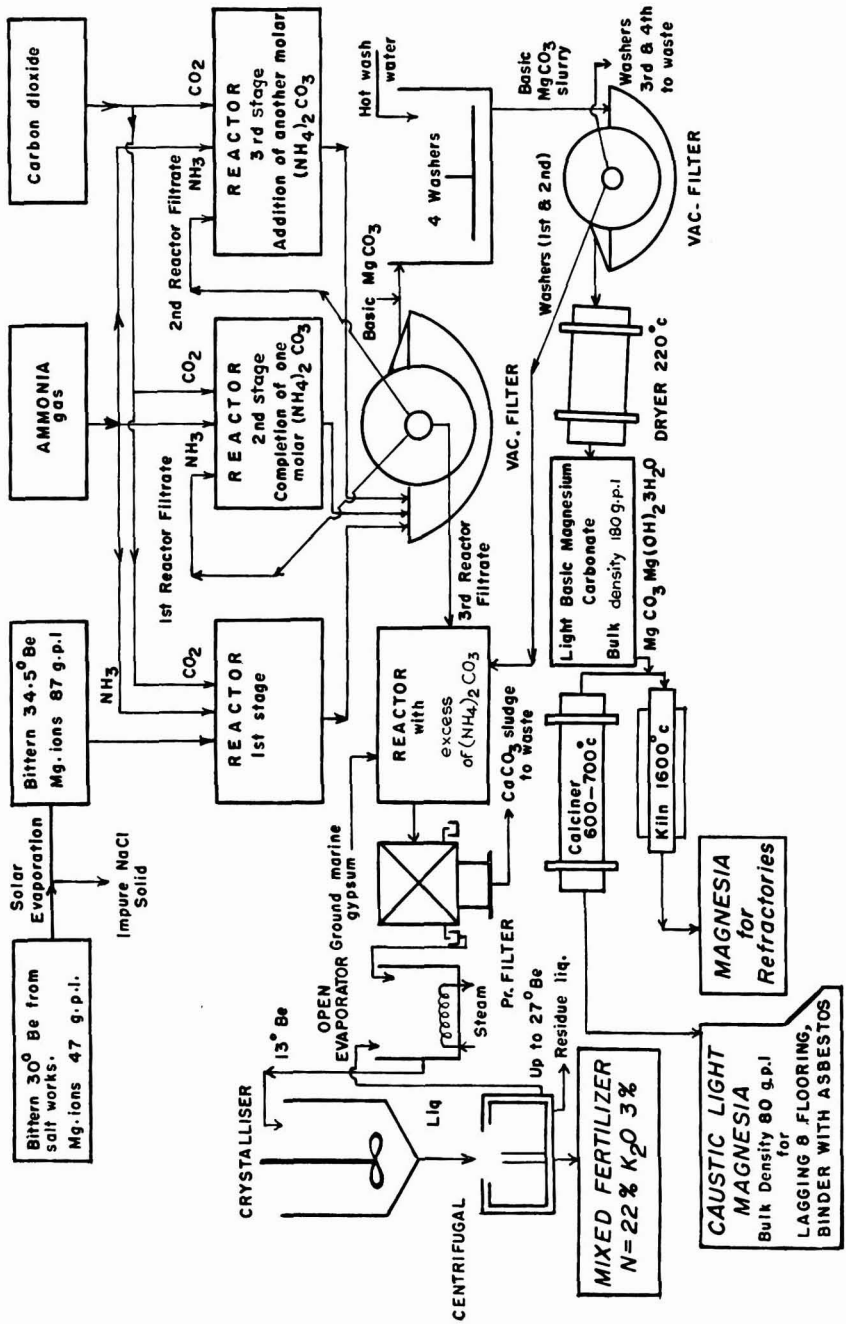 Bittern 30° Be from
salt works.
Mg. ions 47 g.p.l.
Solar
Evaporation
Impure NaCl
Solid
Bittern 34·5° Be
Mg. ions 87 g.p.l
AMMONIA
gas
Carbon dioxide
NH3
CO2
REACTOR
1st stage
1st Reactor Filtrate
NH3
CO2
REACTOR
2nd stage
Completion of one
molar (NH4)2 CO3
2nd Reactor Filtrate
NH3
CO2
REACTOR
3rd stage
Addition of another molar
(NH4)2 CO3
Basic MgCO3
Hot wash
water
4 Washers
3rd Reactor
Filtrate
VAC. FILTER
Basic
MgCO3
slurry
Washers
3rd & 4th
to waste
Washers (1st & 2nd)
VAC- FILTER
REACTOR
with
excess
of(NH4)2 CO3
Ground marine
gypsum
CaCO3 sludge
to waste
Pr. FILTER
OPEN
EVAPORATOR
Steam
13° Be
CRYSTALLISER
Liq
CENTRIFUGAL
Up to 27° Be
Residue liq.
MIXED FERTILIZER
N=22% K2O 3%
DRYER 220°c
Light Basic Magnesium
Carbonate
Bulk density 180g.p.l
Mg CO3 Mg(OH)2 3H2O
Calciner
600-700°c
Kiln 1600°c
MAGNESIA
for
Refractories
CAUSTIC LIGHT
MAGNESIA
Bulk Density 80 g.p.l
for
LAGGING & FLOORING,
BINDER WITH ASBESTOS